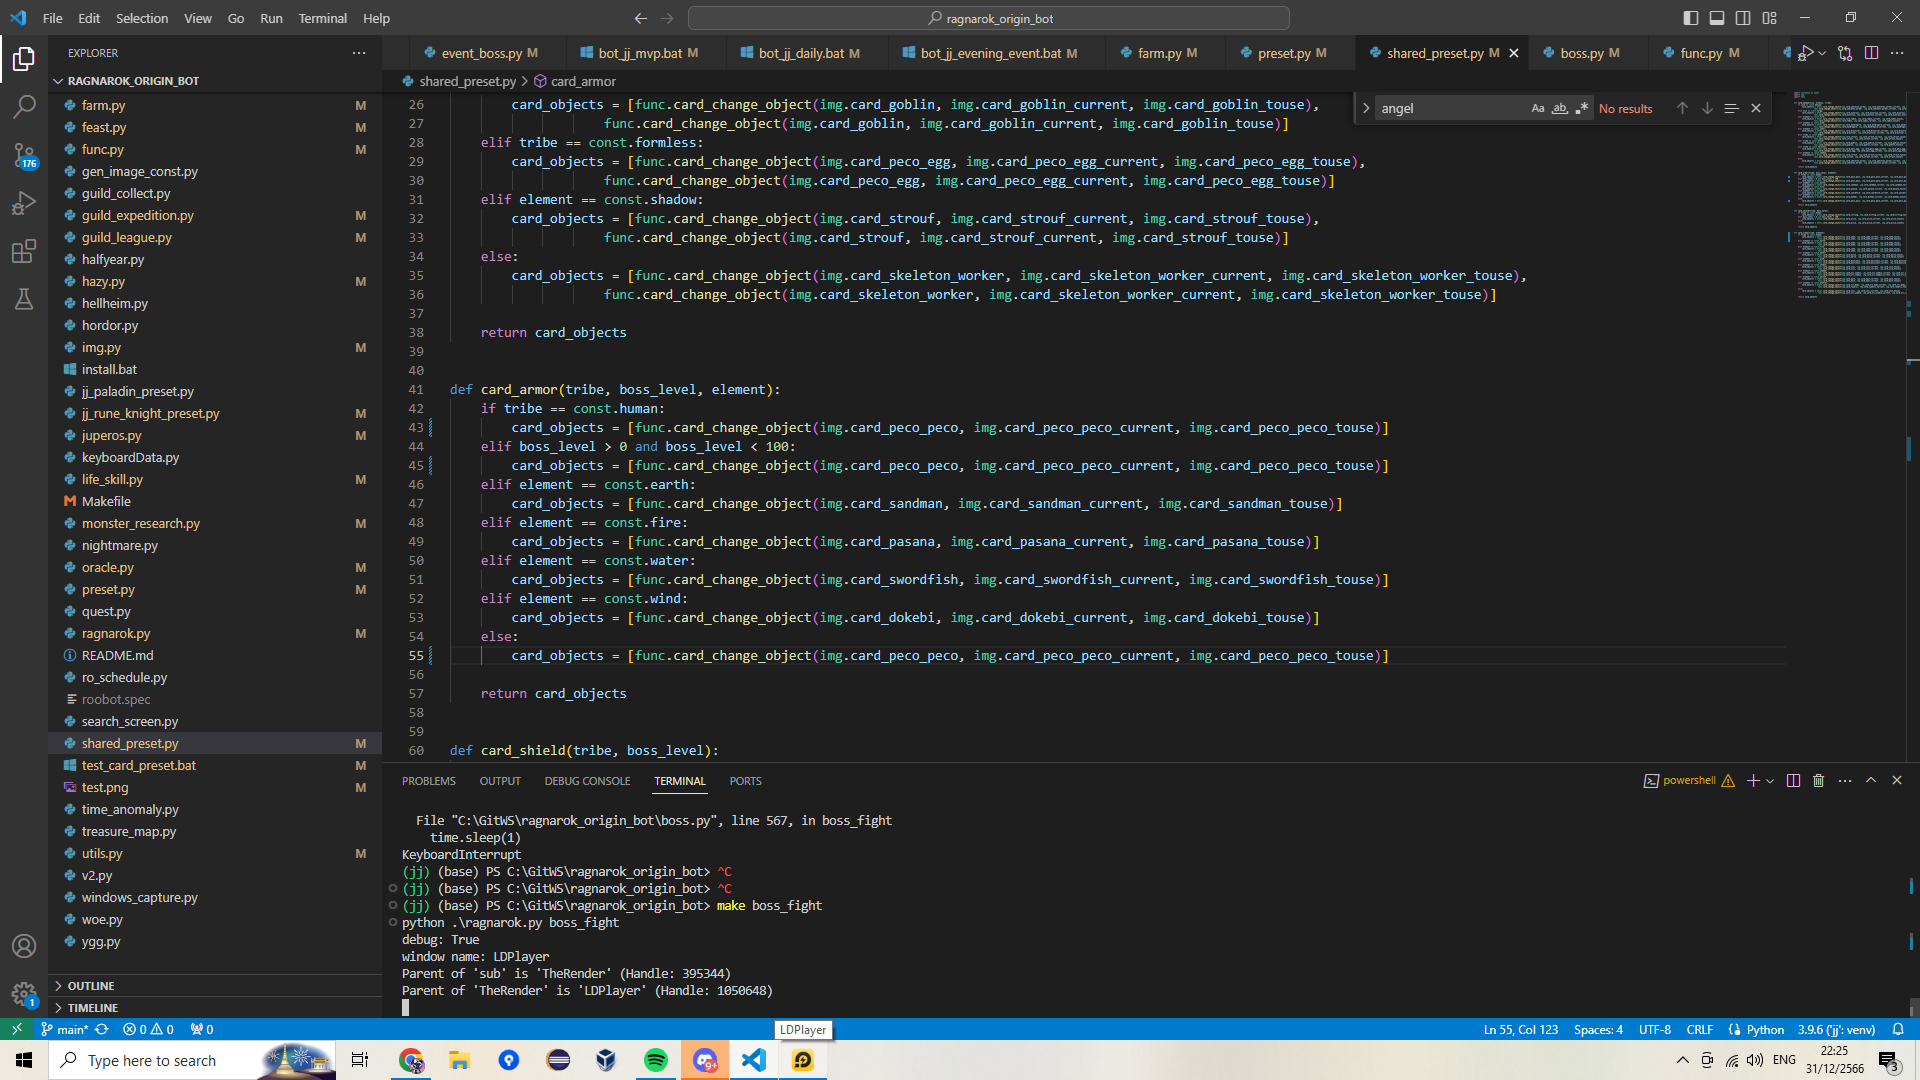 File Edit Selection View Go Run Terminal Help
ragnarok_origin_bot
EXPLORER
RAGNAROK_ORIGIN_BOT
farm.py M
feast.py M
func.py M
gen_image_const.py
guild_collect.py
guild_expedition.py M
guild_league.py M
halfyear.py
hazy.py M
hellheim.py
hordor.py
img.py M
install.bat
jj_paladin_preset.py
jj_rune_knight_preset.py M
juperos.py M
keyboardData.py
life_skill.py M
Makefile
monster_research.py M
nightmare.py
oracle.py M
preset.py M
quest.py
ragnarok.py M
README.md
ro_schedule.py
roobot.spec
search_screen.py
shared_preset.py M
test_card_preset.bat M
test.png M
time_anomaly.py
treasure_map.py
utils.py M
v2.py
windows_capture.py
woe.py
ygg.py
OUTLINE
TIMELINE
176
1
event_boss.py M bot_jj_mvp.bat M bot_jj_daily.bat M bot_jj_evening_event.bat M farm.py M preset.py M shared_preset.py M boss.py M func.py M
shared_preset.py > card_armor
angel Aa ab No results
26 card_objects = [func.card_change_object(img.card_goblin, img.card_goblin_current, img.card_goblin_touse),
27 func.card_change_object(img.card_goblin, img.card_goblin_current, img.card_goblin_touse)]
28 elif tribe == const.formless:
29 card_objects = [func.card_change_object(img.card_peco_egg, img.card_peco_egg_current, img.card_peco_egg_touse),
30 func.card_change_object(img.card_peco_egg, img.card_peco_egg_current, img.card_peco_egg_touse)]
31 elif element == const.shadow:
32 card_objects = [func.card_change_object(img.card_strouf, img.card_strouf_current, img.card_strouf_touse),
33 func.card_change_object(img.card_strouf, img.card_strouf_current, img.card_strouf_touse)]
34 else:
35 card_objects = [func.card_change_object(img.card_skeleton_worker, img.card_skeleton_worker_current, img.card_skeleton_worker_touse),
36 func.card_change_object(img.card_skeleton_worker, img.card_skeleton_worker_current, img.card_skeleton_worker_touse)]
37
38 return card_objects
39
40
41 def card_armor(tribe, boss_level, element):
42 if tribe == const.human:
43 card_objects = [func.card_change_object(img.card_peco_peco, img.card_peco_peco_current, img.card_peco_peco_touse)]
44 elif boss_level > 0 and boss_level < 100:
45 card_objects = [func.card_change_object(img.card_peco_peco, img.card_peco_peco_current, img.card_peco_peco_touse)]
46 elif element == const.earth:
47 card_objects = [func.card_change_object(img.card_sandman, img.card_sandman_current, img.card_sandman_touse)]
48 elif element == const.fire:
49 card_objects = [func.card_change_object(img.card_pasana, img.card_pasana_current, img.card_pasana_touse)]
50 elif element == const.water:
51 card_objects = [func.card_change_object(img.card_swordfish, img.card_swordfish_current, img.card_swordfish_touse)]
52 elif element == const.wind:
53 card_objects = [func.card_change_object(img.card_dokebi, img.card_dokebi_current, img.card_dokebi_touse)]
54 else:
55 card_objects = [func.card_change_object(img.card_peco_peco, img.card_peco_peco_current, img.card_peco_peco_touse)]
56
57 return card_objects
58
59
60 def card_shield(tribe, boss_level):
PROBLEMS OUTPUT DEBUG CONSOLE TERMINAL PORTS
powershell
File "C:\GitWS\ragnarok_origin_bot\boss.py", line 567, in boss_fight
time.sleep(1)
KeyboardInterrupt
(jj) (base) PS C:\GitWS\ragnarok_origin_bot> ^C
(jj) (base) PS C:\GitWS\ragnarok_origin_bot> ^C
(jj) (base) PS C:\GitWS\ragnarok_origin_bot> make boss_fight
python .\ragnarok.py boss_fight
debug: True
window name: LDPlayer
Parent of 'sub' is 'TheRender' (Handle: 395344)
Parent of 'TheRender' is 'LDPlayer' (Handle: 1050648)
main* 0 0 0
LDPlayer
Ln 55, Col 123 Spaces: 4 UTF-8 CRLF Python 3.9.6 ('jj': venv)
Type here to search
9+
ENG
22:25
31/12/2566
3